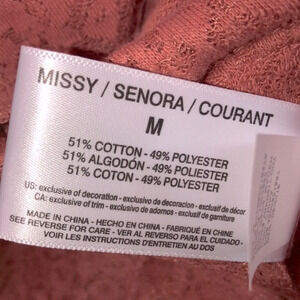 MISSY / SENORA / COURANT
M
51% COTTON - 49% POLYESTER
51% ALGODÓN - 49% POLYESTER
51% COTON - 49% POLYESTER
US: exclusive of decoration - exclusivo de decoracion - exclusif de décor
CA: exclusive of trim - exclusivo de adornos - exclusif de garniture
MADE IN CHINA - HECHO EN CHINA - FABRIQUÉ EN CHINE
SEE REVERSE FOR CARE - VER AL REVERSO PARA EL CUIDADO -
VOIR LES INSTRUCTIONS D'ENTRETIEN AU DOS